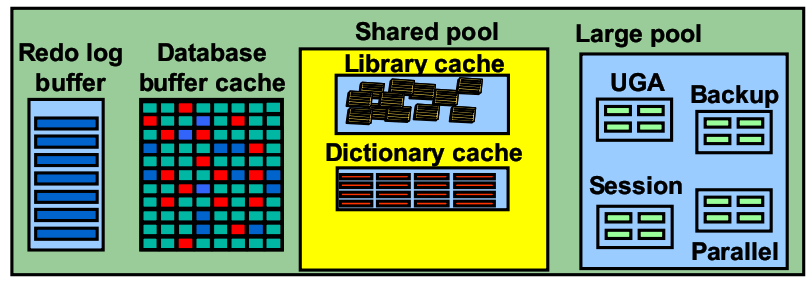 Redo log
buffer
Database
buffer cache
Shared pool
Library cache
Dictionary cache
Large pool
UGA
Backup
Session
Parallel